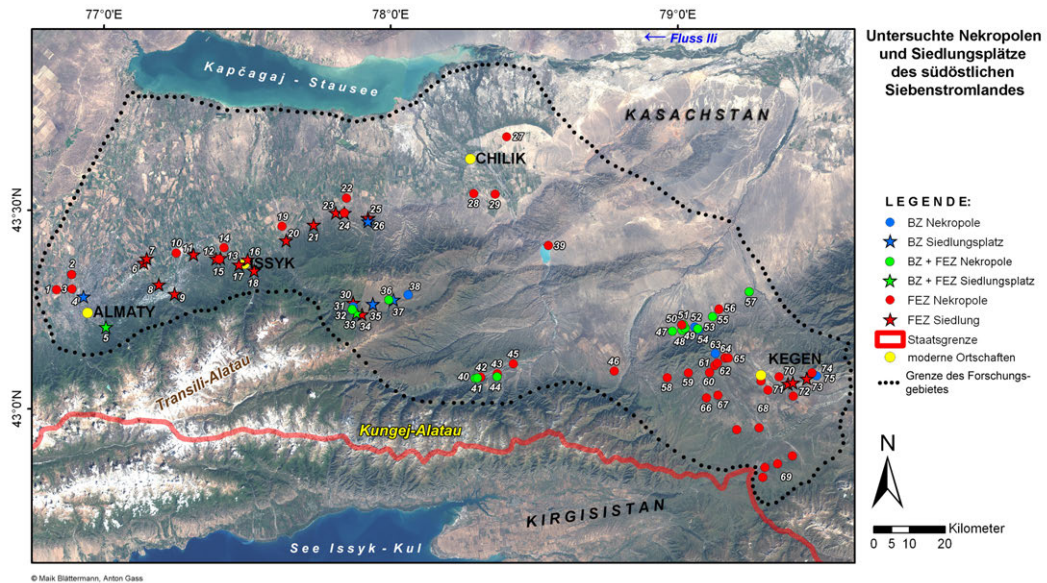 77°0'E
78°0'E
79°0'E
Fluss Ili
Kapčagaj - Stausee
KASACHSTAN
CHILIK
43°30'N
ISSYK
ALMATY
KEGEN
Transili-Alatau
43°0'N
Kungej-Alatau
KIRGISISTAN
See Issyk-Kul
1
2
3
4
5
6
7
8
9
10
11
12
13
14
15
16
17
18
19
20
21
22
23
24
25
26
27
28
29
30
31
32
33
34
35
36
37
38
39
40
41
42
43
44
45
46
47
48
49
50
51
52
53
54
55
56
57
58
59
60
61
62
63
64
65
66
67
68
69
70
71
72
73
74
75
Untersuchte Nekropolen
und Siedlungsplätze
des südöstlichen
Siebenstromlandes
LEGENDE:
BZ Nekropole
BZ Siedlungsplatz
BZ + FEZ Nekropole
BZ + FEZ Siedlungsplatz
FEZ Nekropole
FEZ Siedlung
Staatsgrenze
moderne Ortschaften
Grenze des Forschungs-
gebietes
N
Kilometer
0 5 10 20
© Maik Blättermann, Anton Gass